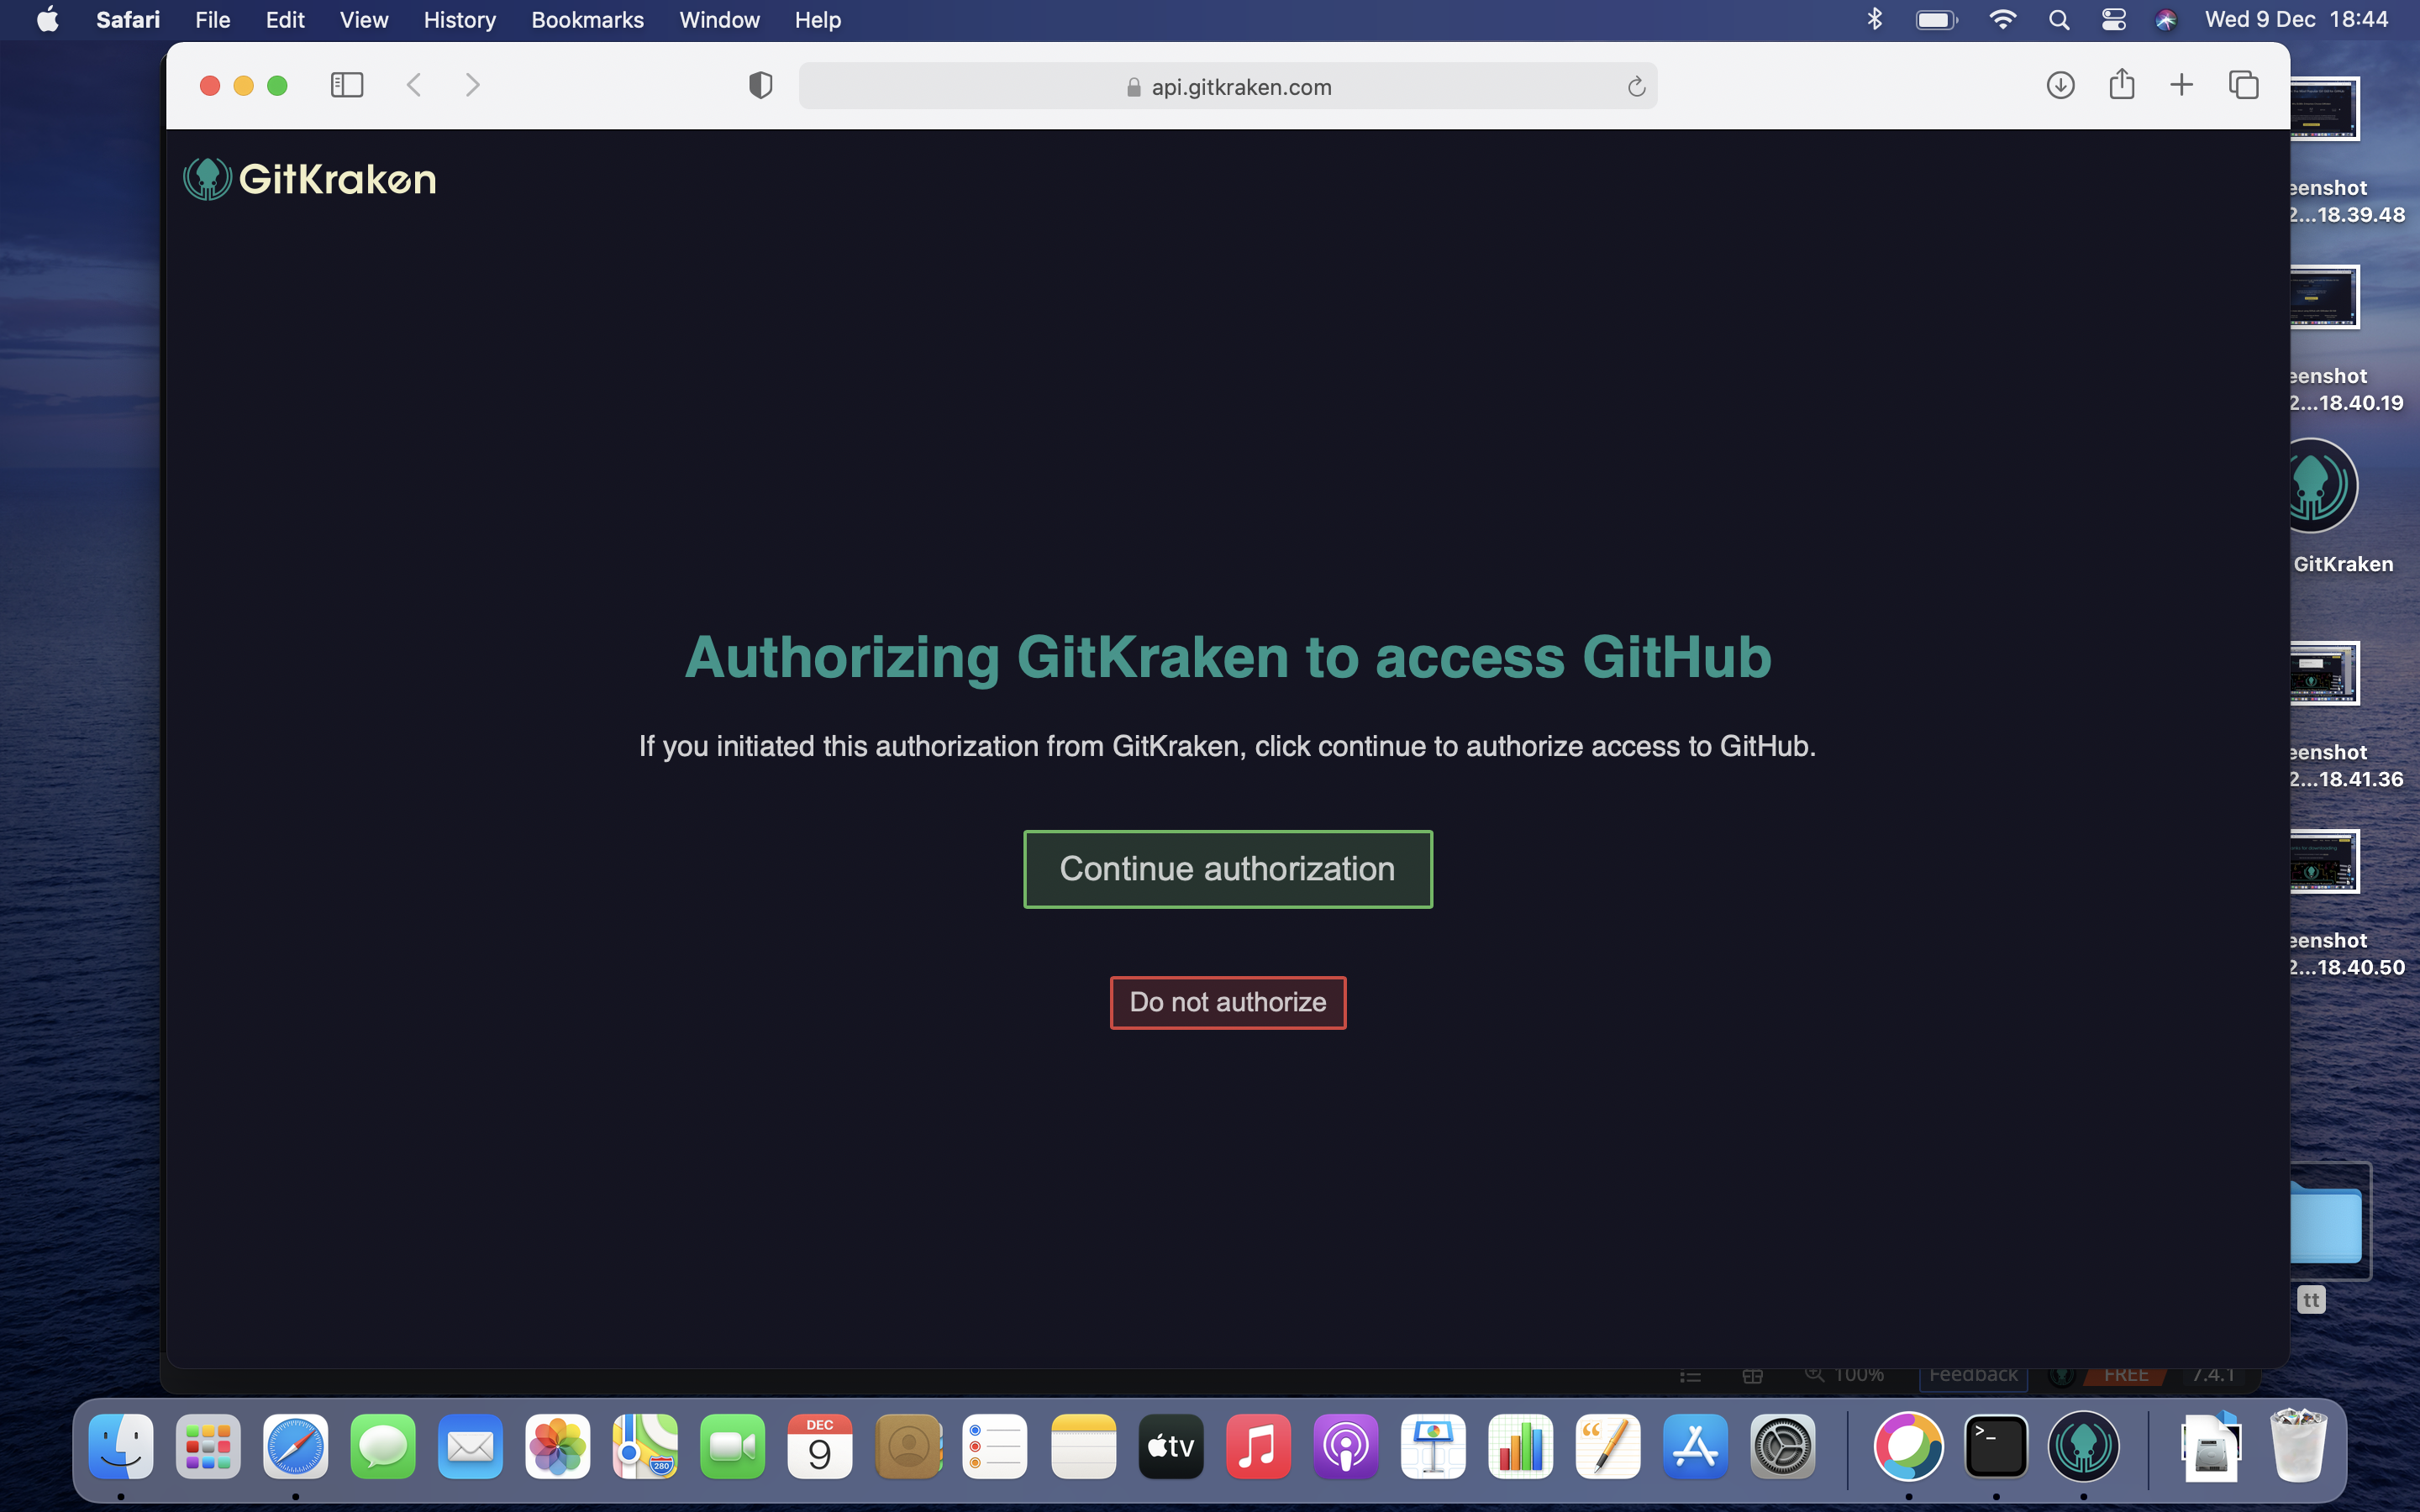 Safari File Edit View History Bookmarks Window Help Wed 9 Dec 18:44
api.gitkraken.com
GitKraken
Authorizing GitKraken to access GitHub
If you initiated this authorization from GitKraken, click continue to authorize access to GitHub.
Continue authorization
Do not authorize
eenshot
2...18.39.48
eenshot
2...18.40.19
GitKraken
eenshot
2...18.41.36
eenshot
2...18.40.50
tt
100% Feedback FREE 7.4.1
DEC
9
280
tv
>_